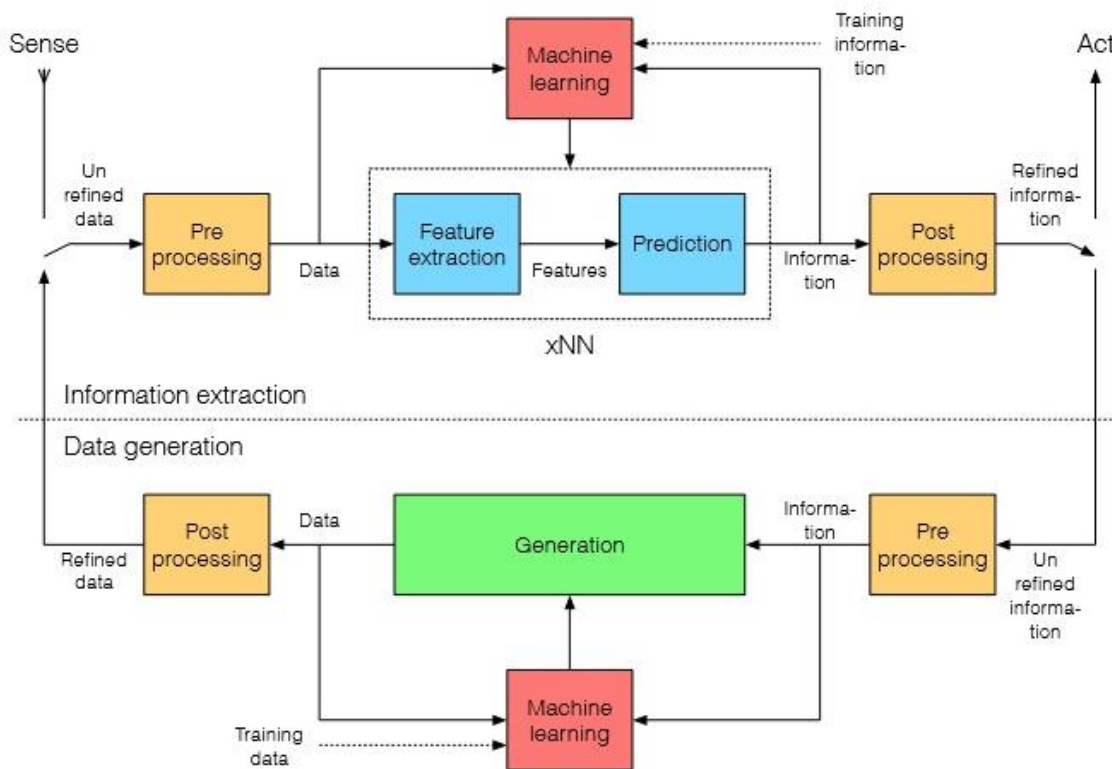 Sense
Machine
learning
Training
informa-
tion
Act
Un
refined
data
Pre
processing
Data
Feature
extraction
Features
Prediction
Informa-
tion
Post
processing
Refined
informa-
tion
xNN
Information extraction
Data generation
Refined
data
Post
processing
Data
Generation
Informa-
tion
Pre
processing
Un
refined
informa-
tion
Training
data
Machine
learning